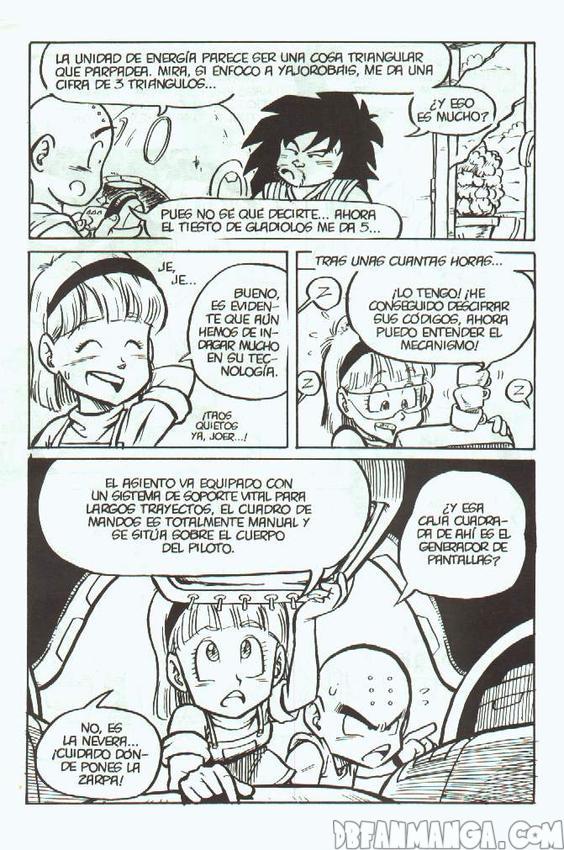 LA UNIDAD DE ENERGÍA PARECE SER UNA COSA TRIANGULAR
QUE PARPADEA. MIRA, SI ENFOCO A YAJOROBAIS, ME DA UNA
CIFRA DE 3 TRIÁNGULOS...
¿Y ESO
ES MUCHO?
PUES NO SÉ QUE DECIRTE... AHORA
EL TIESTO DE GLADIOLOS ME DA 5...
JE,
JE...
BUENO,
ES EVIDEN-
TE QUE AÚN
HEMOS DE IN-
DAGAR MUCHO
EN SU TEC-
NOLOGÍA.
¡TAOS
QUIETOS
YA, JOER...!
TRAS UNAS CUANTAS HORAS...
Z
¡LO TENGO! ¡HE
CONSEGUIDO DESCIFRAR
SUS CÓDIGOS, AHORA
PUEDO ENTENDER EL
MECANISMO!
Z
Z
EL ASIENTO VA EQUIPADO CON
UN SISTEMA DE SOPORTE VITAL PARA
LARGOS TRAYECTOS, EL CUADRO DE
MANDOS ES TOTALMENTE MANUAL Y
SE SITÚA SOBRE EL CUERPO
DEL PILOTO.
¿Y ESA
CAJA CUADRA-
DA DE AHÍ ES EL
GENERADOR DE
PANTALLAS?
NO, ES
LA NEVERA...
¡CUIDADO DÓN-
DE PONES LA
ZARPA!
DBFANMANGA.COM